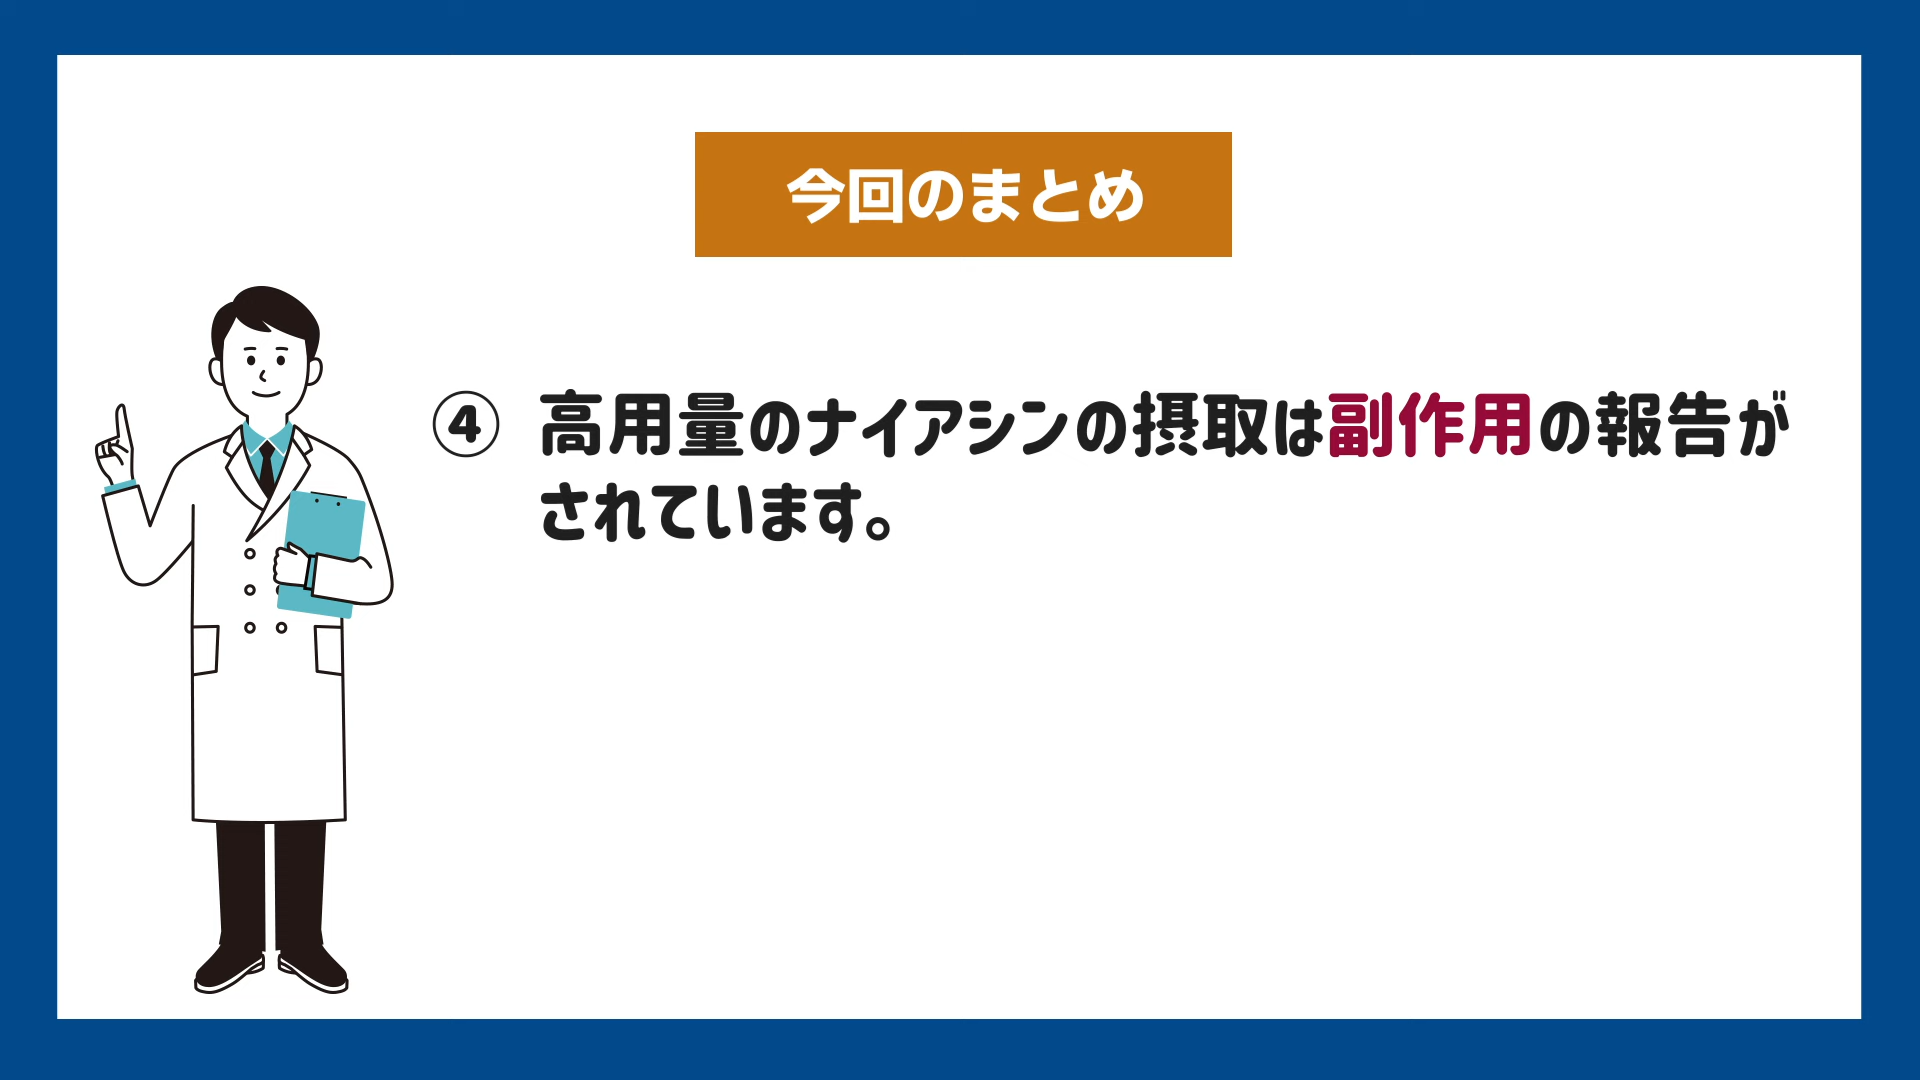 今回のまとめ
④ 高用量のナイアシンの摂取は副作用の報告が
されています。